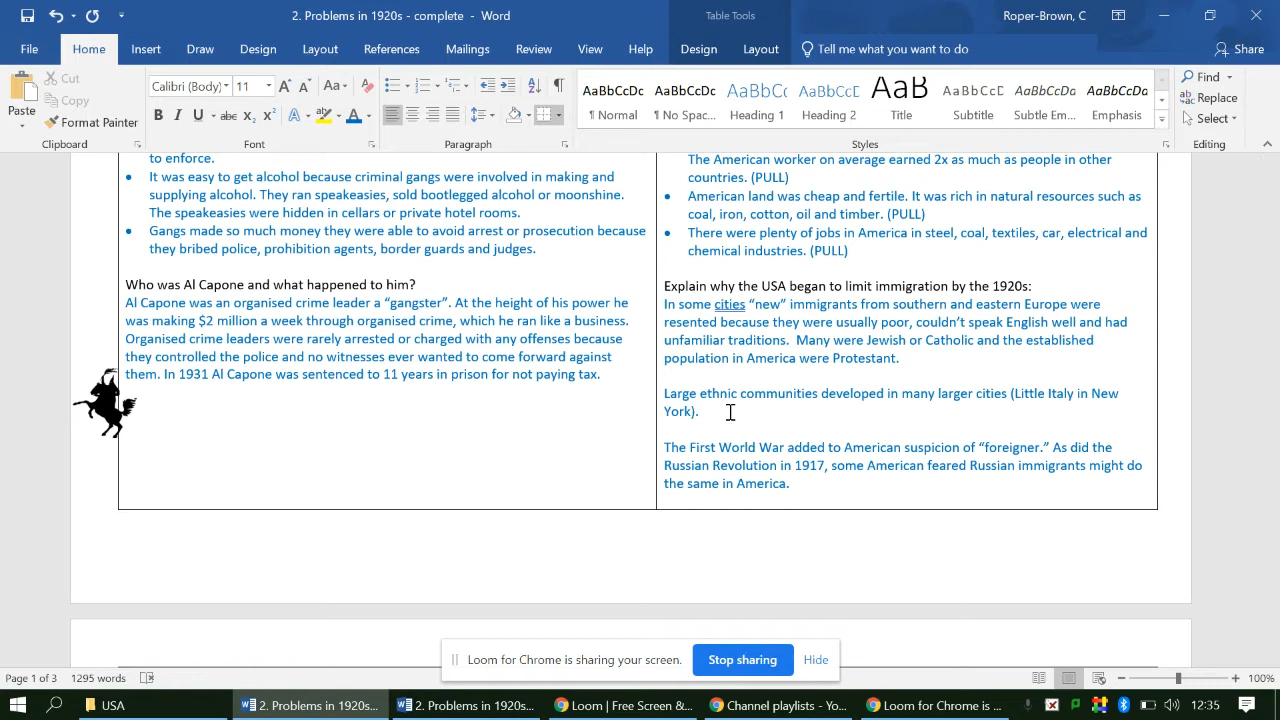 2. Problems in 1920s - complete - Word
Table Tools
Roper-Brown, C
File
Home
Insert
Draw
Design
Layout
References
Mailings
Review
View
Help
Design
Layout
Tell me what you want to do
Share
Paste
Cut
Copy
Format Painter
Clipboard
Calibri (Body)
11
Font
Paragraph
AaBbCcDc
¶ Normal
AaBbCcDc
¶ No Spac...
AaBbCc
Heading 1
AaBbCcD
Heading 2
AaB
Title
AaBbCcD
Subtitle
AaBbCcDc
Subtle Em...
AaBbCcDa
Emphasis
Styles
Find
Replace
Select
Editing
to enforce.
It was easy to get alcohol because criminal gangs were involved in making and
supplying alcohol. They ran speakeasies, sold bootlegged alcohol or moonshine.
The speakeasies were hidden in cellars or private hotel rooms.
Gangs made so much money they were able to avoid arrest or prosecution because
they bribed police, prohibition agents, border guards and judges.
Who was Al Capone and what happened to him?
Al Capone was an organised crime leader a “gangster”. At the height of his power he
was making $2 million a week through organised crime, which he ran like a business.
Organised crime leaders were rarely arrested or charged with any offenses because
they controlled the police and no witnesses ever wanted to come forward against
them. In 1931 Al Capone was sentenced to 11 years in prison for not paying tax.
The American worker on average earned 2x as much as people in other
countries. (PULL)
American land was cheap and fertile. It was rich in natural resources such as
coal, iron, cotton, oil and timber. (PULL)
There were plenty of jobs in America in steel, coal, textiles, car, electrical and
chemical industries. (PULL)
Explain why the USA began to limit immigration by the 1920s:
In some cities “new” immigrants from southern and eastern Europe were
resented because they were usually poor, couldn’t speak English well and had
unfamiliar traditions.  Many were Jewish or Catholic and the established
population in America were Protestant.
Large ethnic communities developed in many larger cities (Little Italy in New
York).
The First World War added to American suspicion of “foreigner.” As did the
Russian Revolution in 1917, some American feared Russian immigrants might do
the same in America.
Loom for Chrome is sharing your screen.
Stop sharing
Hide
Page 1 of 3
1295 words
100%
USA
2. Problems in 1920s...
2. Problems in 1920s...
Loom | Free Screen &...
Channel playlists - Yo...
Loom for Chrome is ...
12:35